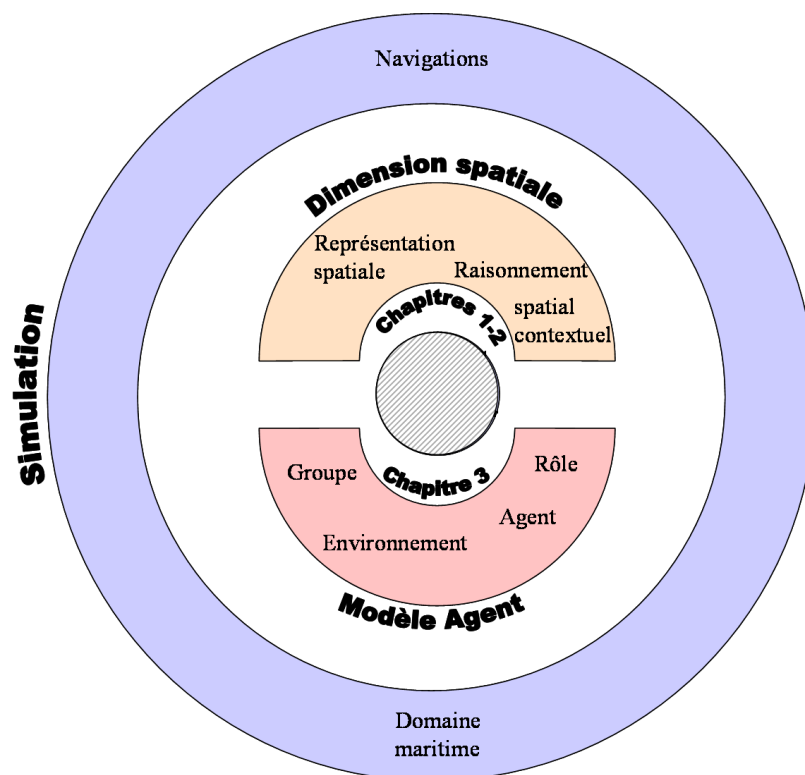 Navigations
Dimension spatiale
Représentation
spatiale
Raisonnement
spatial
contextuel
Chapitres 1-2
Simulation
Chapitre 3
Groupe
Rôle
Agent
Environnement
Modèle Agent
Domaine
maritime